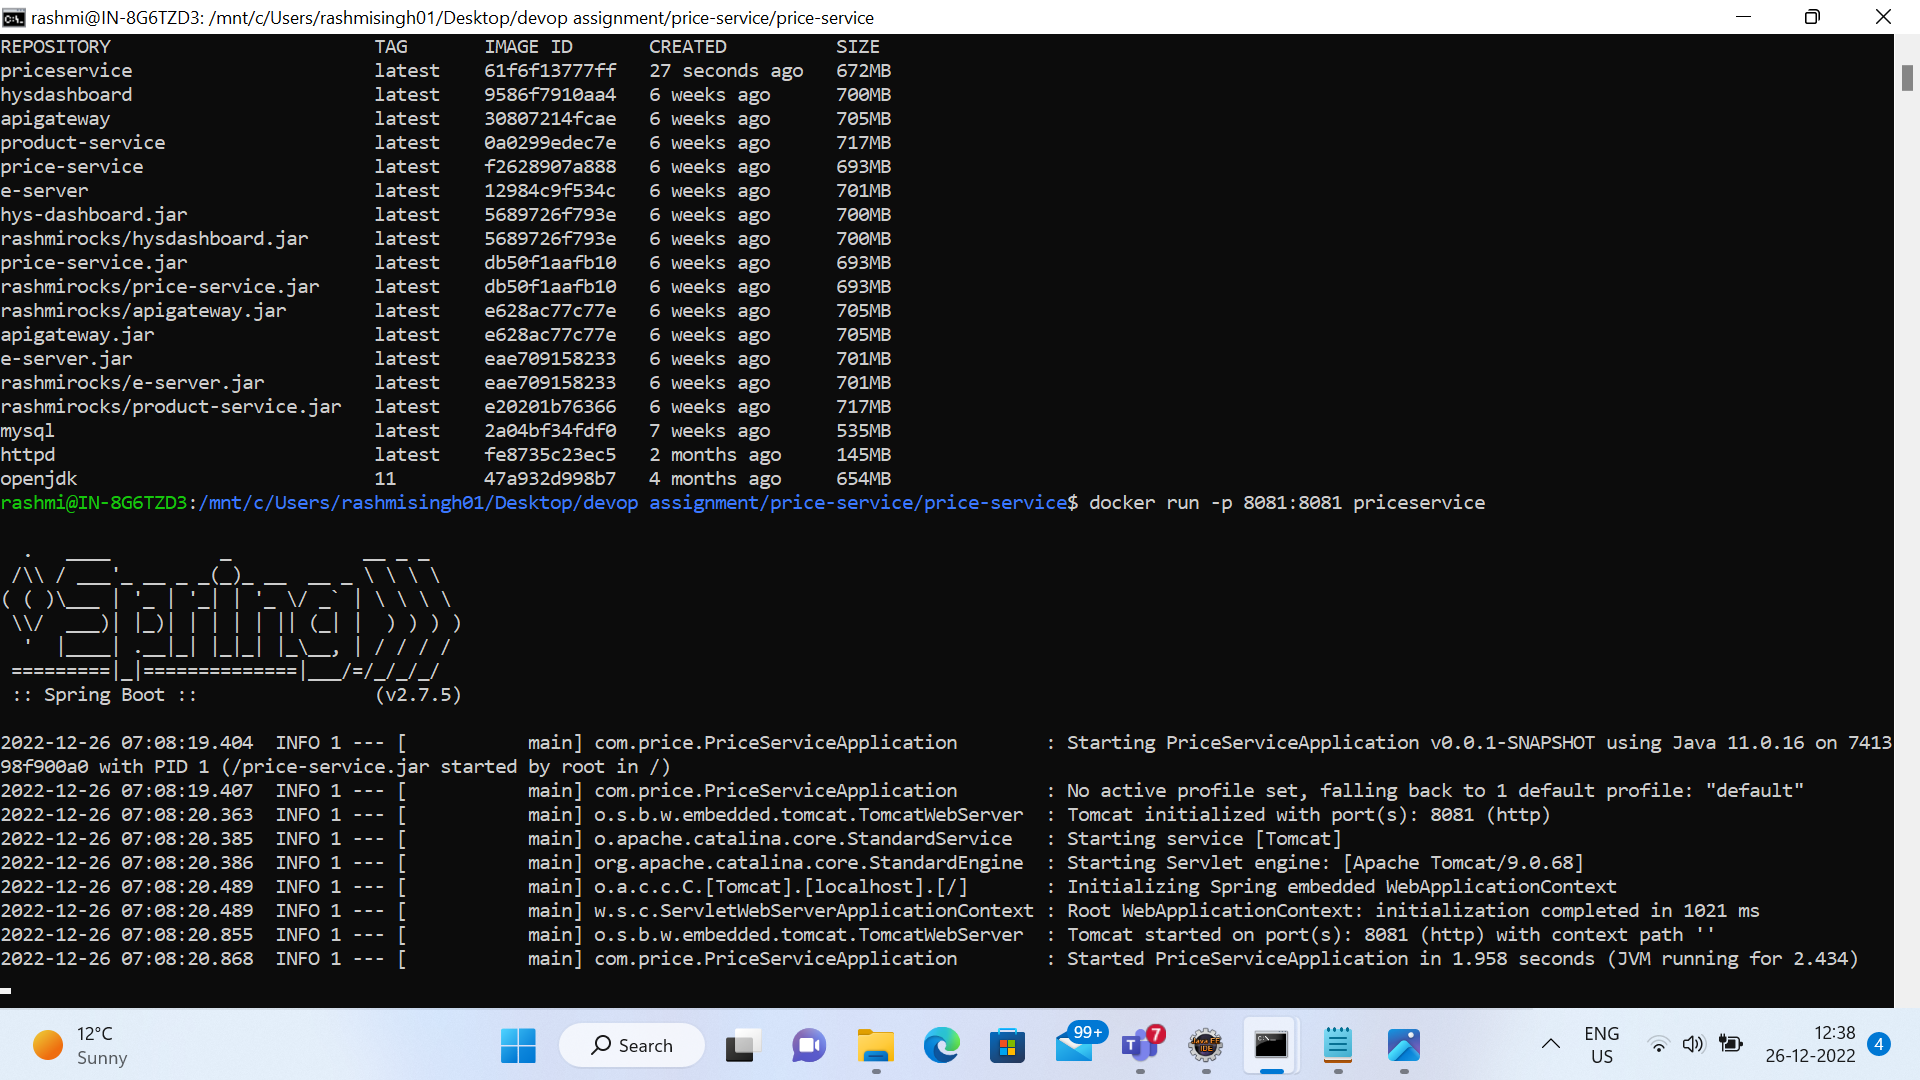 rashmi@IN-8G6TZD3: /mnt/c/Users/rashmisingh01/Desktop/devop assignment/price-service/price-service
REPOSITORY                        TAG       IMAGE ID       CREATED          SIZE
priceservice                      latest    61f6f13777ff   27 seconds ago   672MB
hysdashboard                      latest    9586f7910aa4   6 weeks ago      700MB
apigateway                        latest    30807214fcae   6 weeks ago      705MB
product-service                   latest    0a0299edec7e   6 weeks ago      717MB
price-service                     latest    f2628907a888   6 weeks ago      693MB
e-server                          latest    12984c9f534c   6 weeks ago      701MB
hys-dashboard.jar                 latest    5689726f793e   6 weeks ago      700MB
rashmirocks/hysdashboard.jar      latest    5689726f793e   6 weeks ago      700MB
price-service.jar                 latest    db50f1aafb10   6 weeks ago      693MB
rashmirocks/price-service.jar     latest    db50f1aafb10   6 weeks ago      693MB
rashmirocks/apigateway.jar        latest    e628ac77c77e   6 weeks ago      705MB
apigateway.jar                    latest    e628ac77c77e   6 weeks ago      705MB
e-server.jar                      latest    eae709158233   6 weeks ago      701MB
rashmirocks/e-server.jar          latest    eae709158233   6 weeks ago      701MB
rashmirocks/product-service.jar   latest    e20201b76366   6 weeks ago      717MB
mysql                             latest    2a04bf34fdf0   7 weeks ago      535MB
httpd                             latest    fe8735c23ec5   2 months ago     145MB
openjdk                           11        47a932d998b7   4 months ago     654MB
rashmi@IN-8G6TZD3:/mnt/c/Users/rashmisingh01/Desktop/devop assignment/price-service/price-service$ docker run -p 8081:8081 priceservice
  .   ____          _            __ _ _
 /\\ / ___'_ __ _ _(_)_ __  __ _ \ \ \ \
( ( )\___ | '_ | '_| | '_ \/ _` | \ \ \ \
 \\/  ___)| |_)| | | | | || (_| |  ) ) ) )
  '  |____| .__|_| |_|_| |_\__, | / / / /
 =========|_|==============|___/=/_/_/_/
 :: Spring Boot ::                (v2.7.5)
2022-12-26 07:08:19.404  INFO 1 --- [           main] com.price.PriceServiceApplication        : Starting PriceServiceApplication v0.0.1-SNAPSHOT using Java 11.0.16 on 7413
98f900a0 with PID 1 (/price-service.jar started by root in /)
2022-12-26 07:08:19.407  INFO 1 --- [           main] com.price.PriceServiceApplication        : No active profile set, falling back to 1 default profile: "default"
2022-12-26 07:08:20.363  INFO 1 --- [           main] o.s.b.w.embedded.tomcat.TomcatWebServer  : Tomcat initialized with port(s): 8081 (http)
2022-12-26 07:08:20.385  INFO 1 --- [           main] o.apache.catalina.core.StandardService   : Starting service [Tomcat]
2022-12-26 07:08:20.386  INFO 1 --- [           main] org.apache.catalina.core.StandardEngine  : Starting Servlet engine: [Apache Tomcat/9.0.68]
2022-12-26 07:08:20.489  INFO 1 --- [           main] o.a.c.c.C.[Tomcat].[localhost].[/]       : Initializing Spring embedded WebApplicationContext
2022-12-26 07:08:20.489  INFO 1 --- [           main] w.s.c.ServletWebServerApplicationContext : Root WebApplicationContext: initialization completed in 1021 ms
2022-12-26 07:08:20.855  INFO 1 --- [           main] o.s.b.w.embedded.tomcat.TomcatWebServer  : Tomcat started on port(s): 8081 (http) with context path ''
2022-12-26 07:08:20.868  INFO 1 --- [           main] com.price.PriceServiceApplication        : Started PriceServiceApplication in 1.958 seconds (JVM running for 2.434)
12°C
Sunny
Search
99+
7
ENG
US
12:38
26-12-2022
4